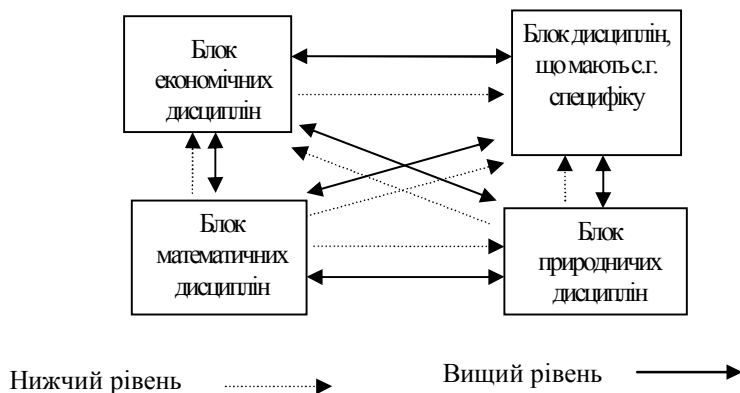 Блок
економічних
дисциплін
Блок дисциплін,
що мають с.г.
специфіку
Блок
математичних
дисциплін
Блок
природничих
дисциплін
Нижчий рівень
Вищий рівень